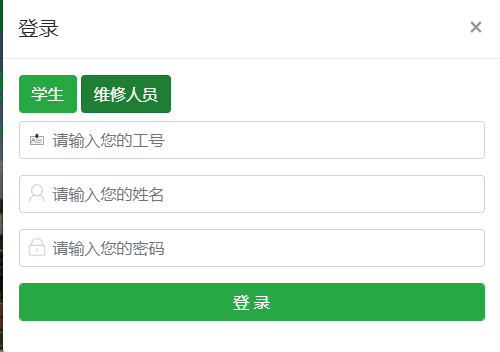 登录 ×
学生 维修人员
请输入您的工号
请输入您的姓名
请输入您的密码
登 录